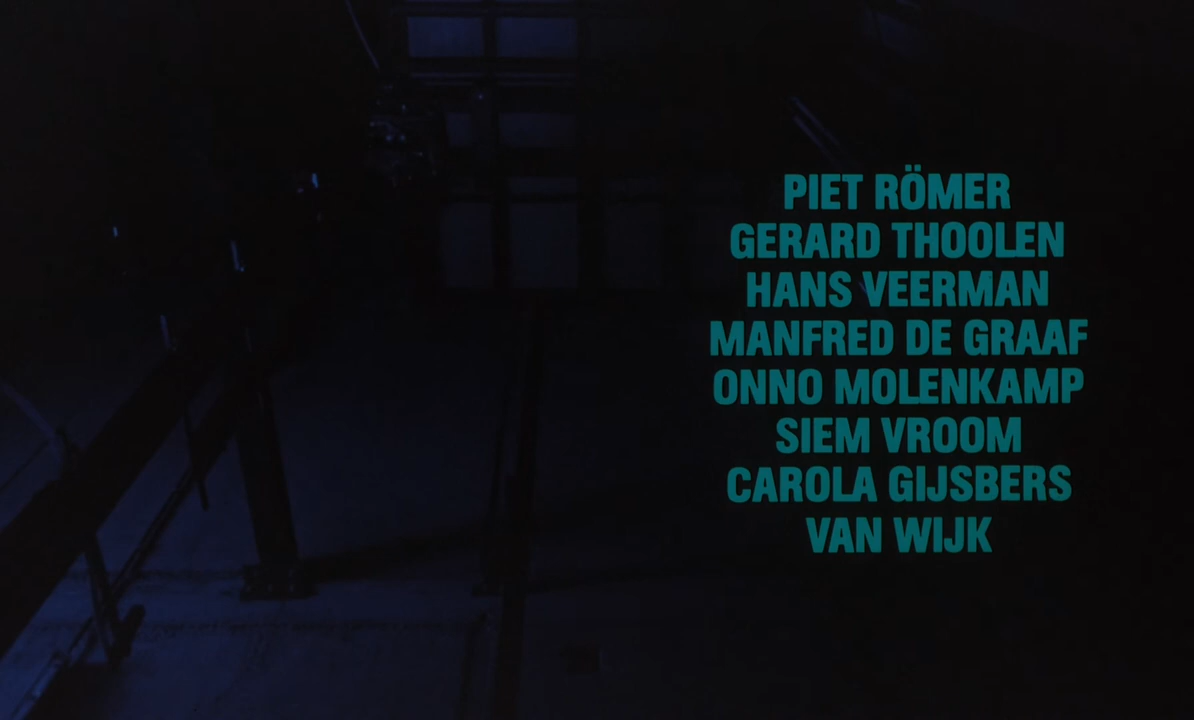 PIET RÖMER
GERARD THOOLEN
HANS VEERMAN
MANFRED DE GRAAF
ONNO MOLENKAMP
SIEM VROOM
CAROLA GIJSBERS
VAN WIJK